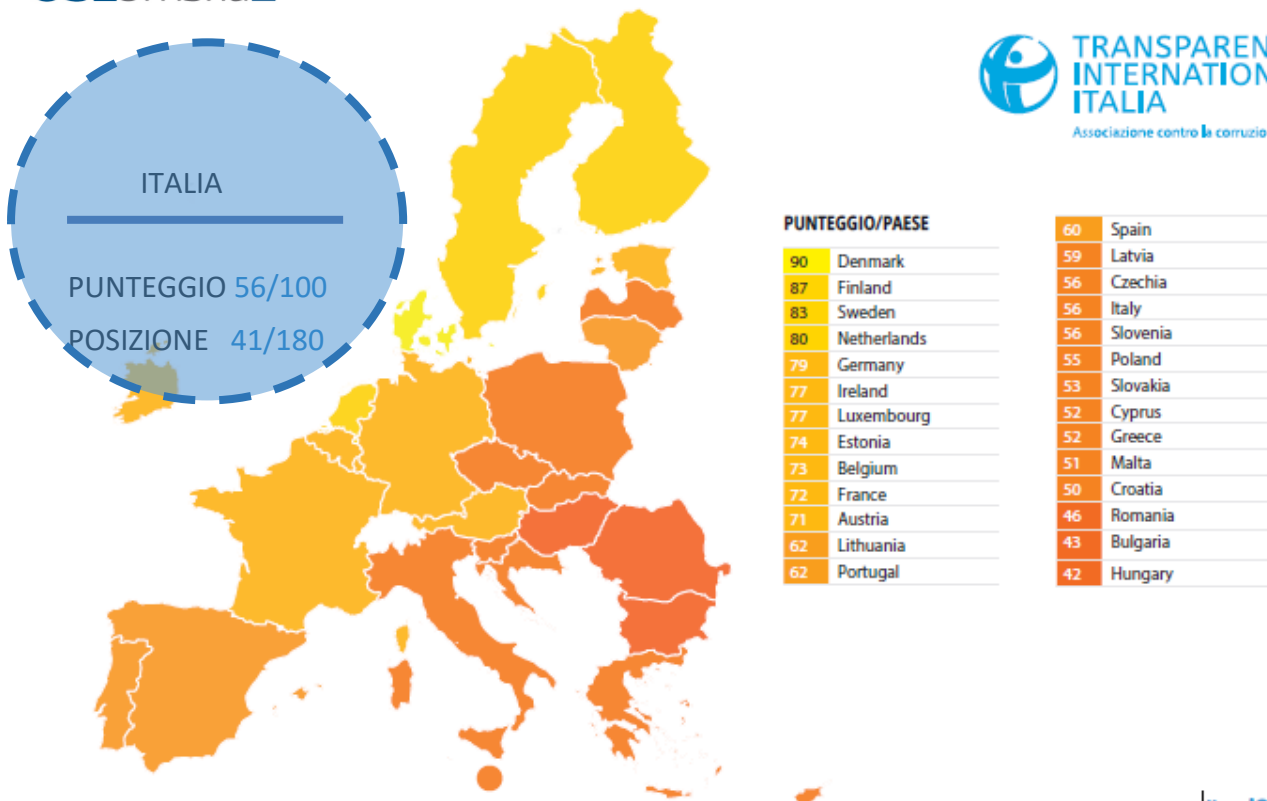 ITALIA
PUNTEGGIO 56/100
POSIZIONE 41/180
TRANSPAREN
INTERNATION
ITALIA
Associazione contro la corruzio
PUNTEGGIO/PAESE
90 Denmark
87 Finland
83 Sweden
80 Netherlands
79 Germany
77 Ireland
77 Luxembourg
74 Estonia
73 Belgium
72 France
71 Austria
62 Lithuania
62 Portugal
60 Spain
59 Latvia
56 Czechia
56 Italy
56 Slovenia
55 Poland
53 Slovakia
52 Cyprus
52 Greece
51 Malta
50 Croatia
46 Romania
43 Bulgaria
42 Hungary